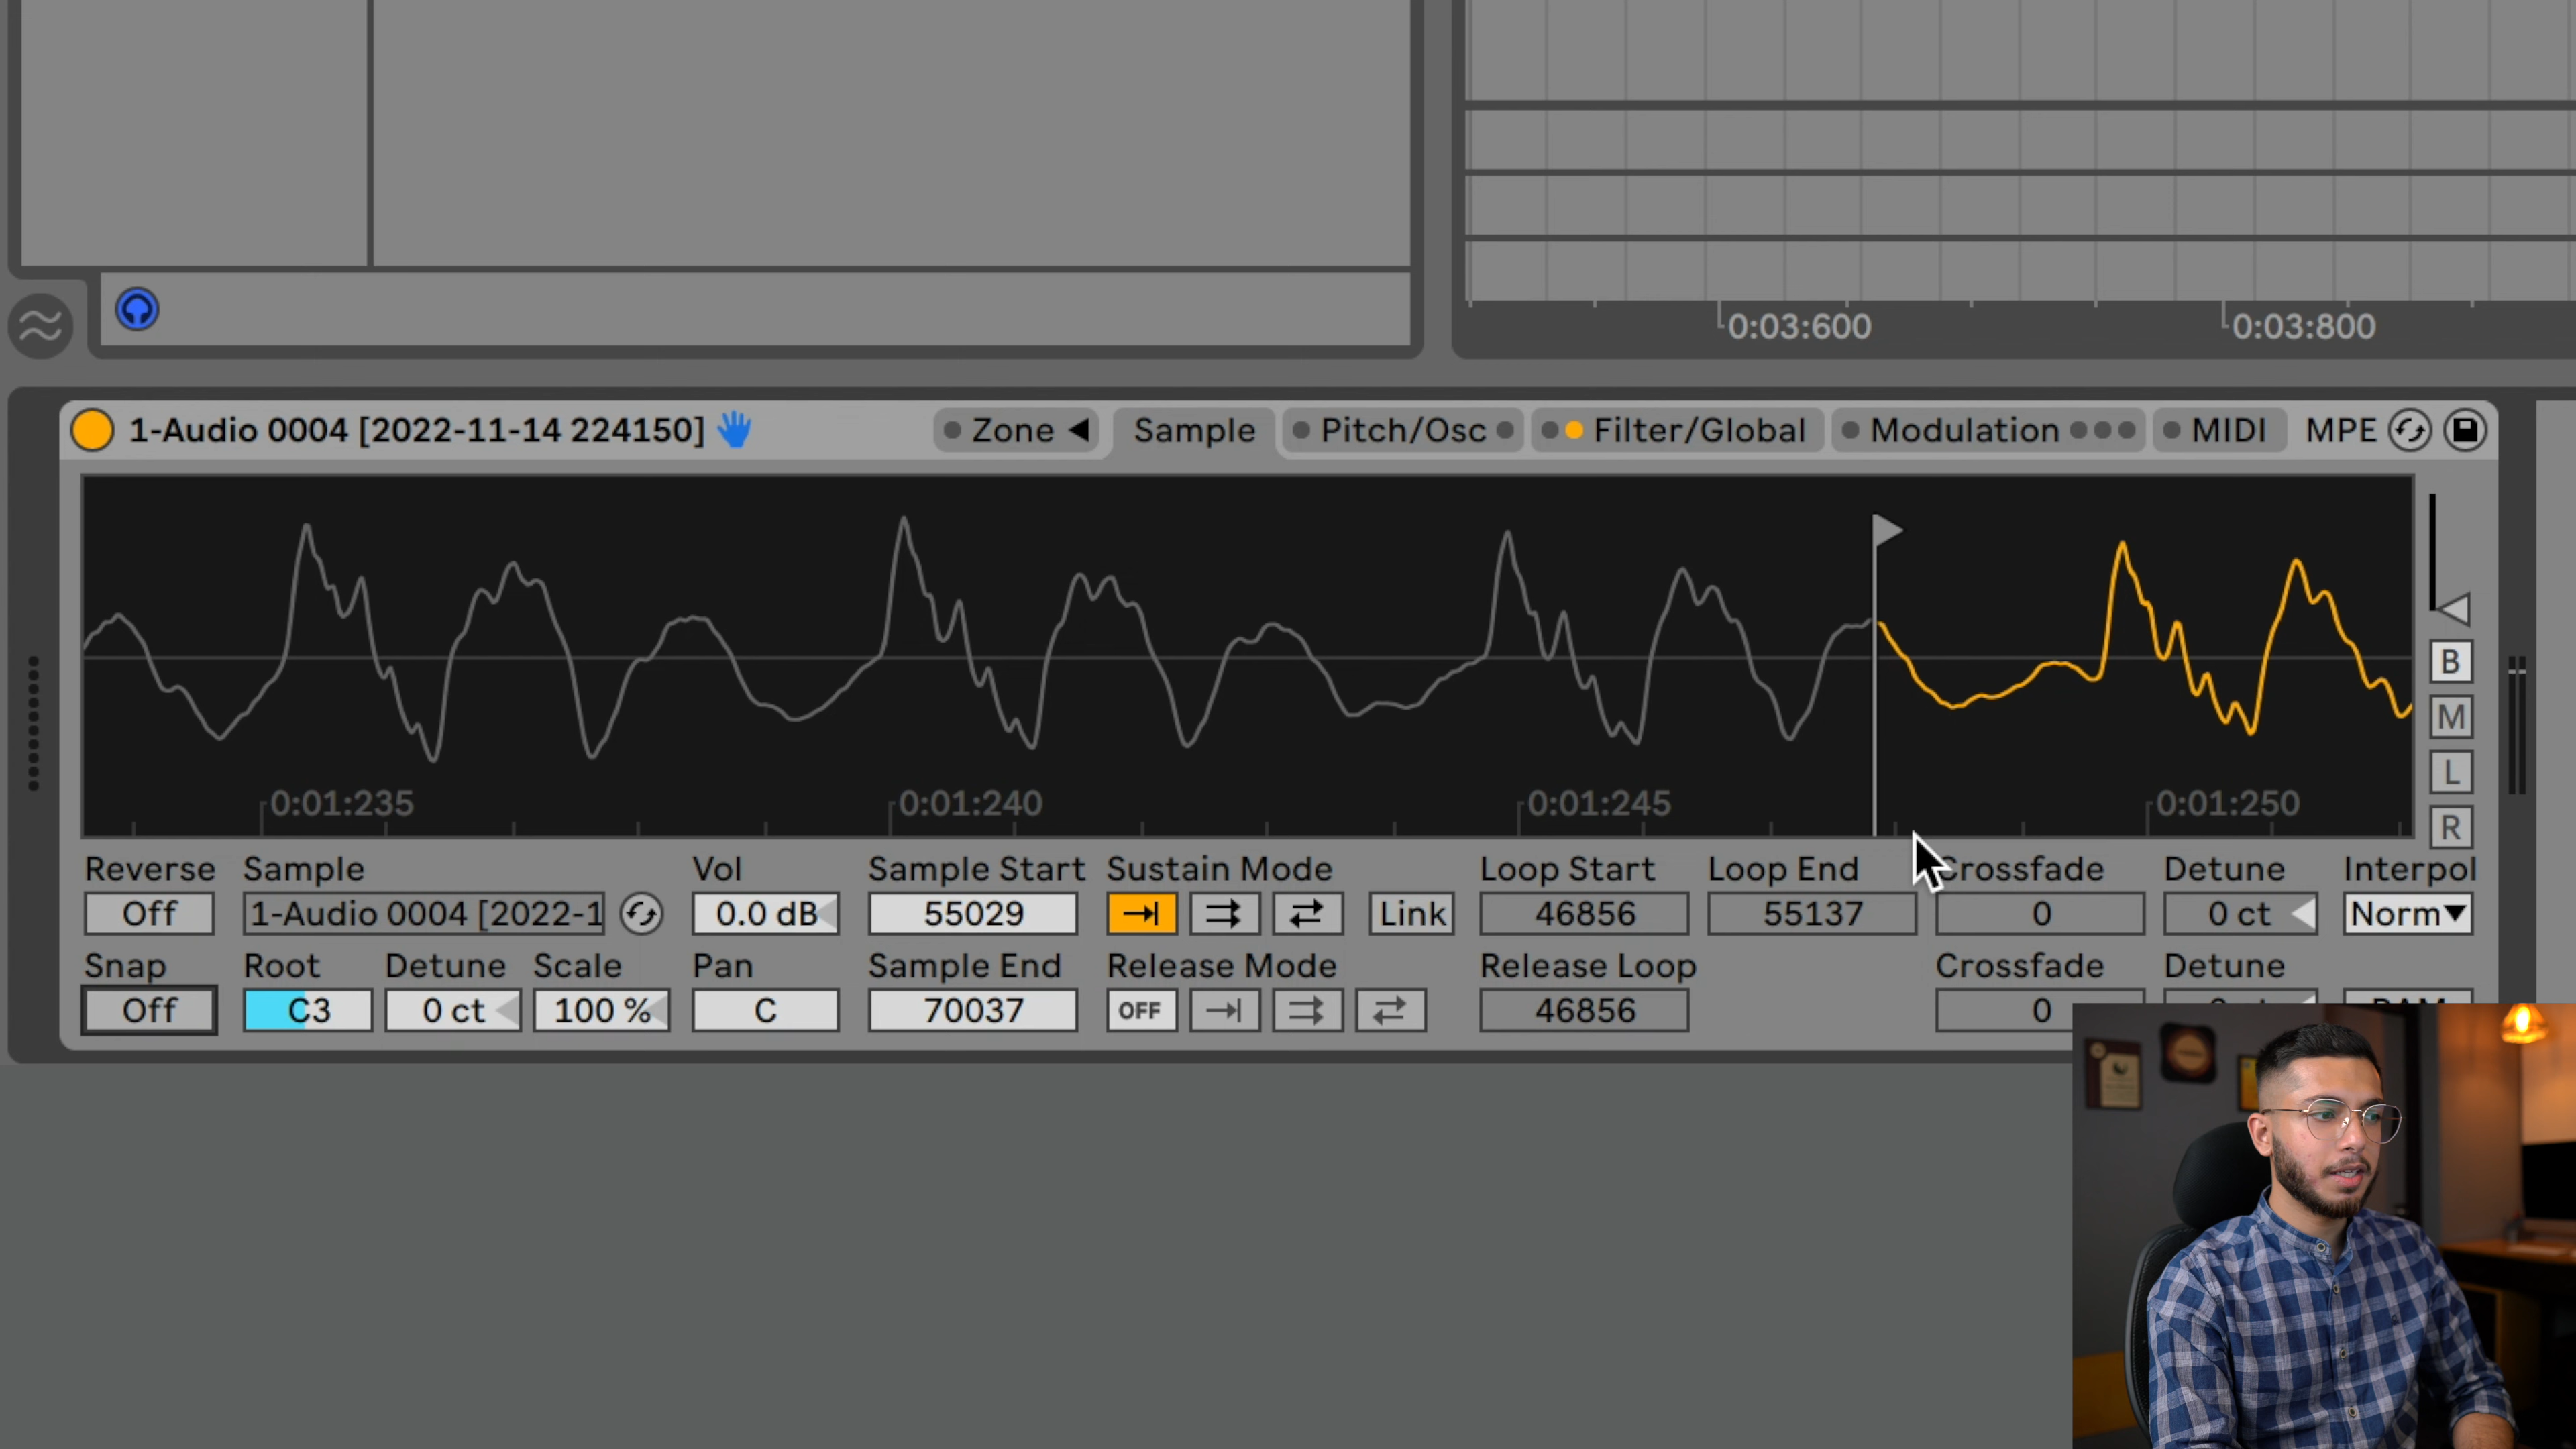 0:03:600 0:03:800
1-Audio 0004 [2022-11-14 224150] Zone Sample Pitch/Osc Filter/Global Modulation MIDI MPE
B
M
L
R
0:01:235 0:01:240 0:01:245 0:01:250
Reverse Sample Vol Sample Start Sustain Mode Loop Start Loop End Crossfade Detune Interpol
Off 1-Audio 0004 [2022-1 0.0 dB 55029 Link 46856 55137 0 0 ct Norm
Snap Root Detune Scale Pan Sample End Release Mode Release Loop Crossfade Detune
Off C3 0 ct 100 % C 70037 OFF 46856 0